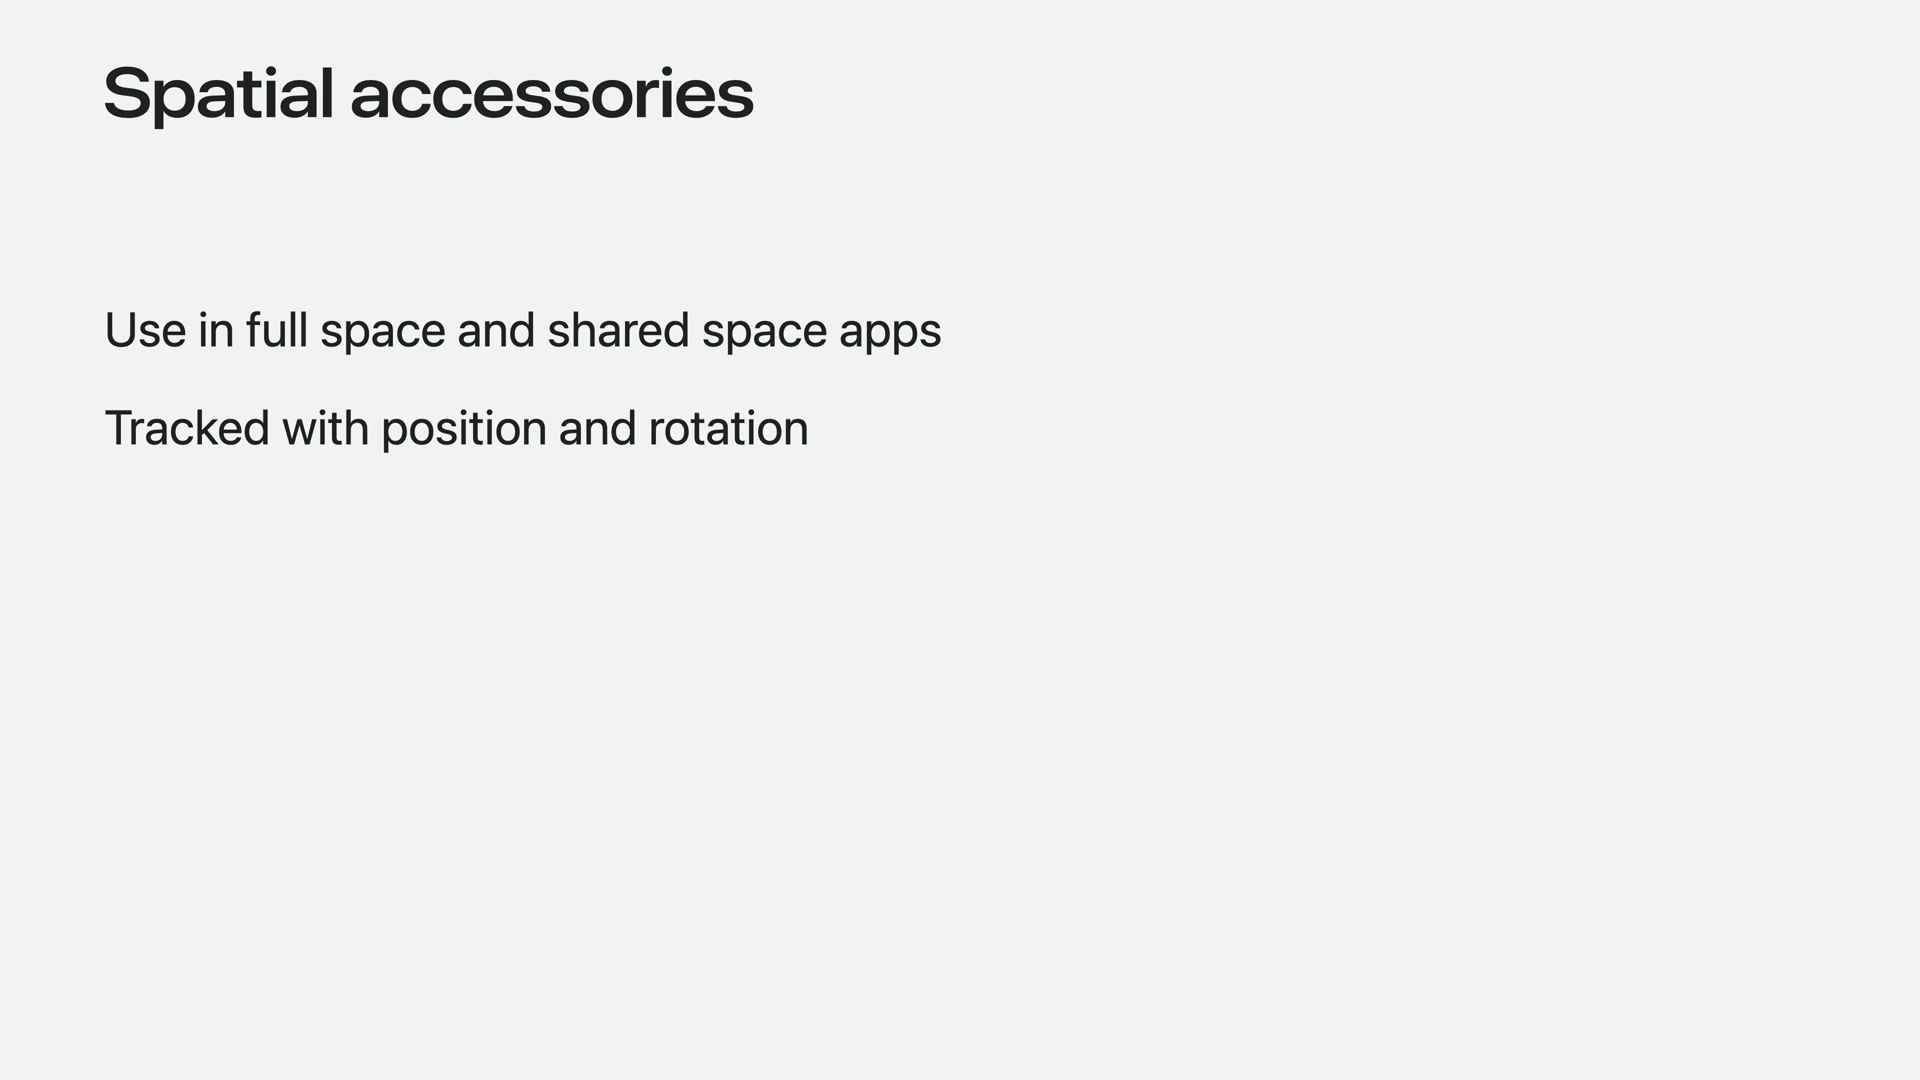 Spatial accessories
Use in full space and shared space apps
Tracked with position and rotation